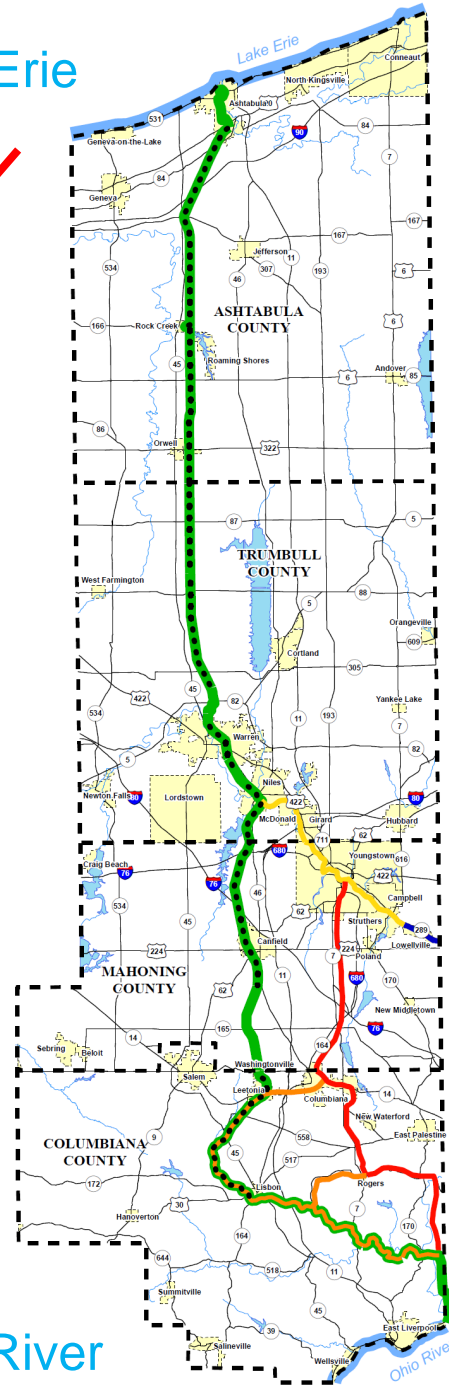 Erie
Lake Erie
Conneaut
North Kingsville
Ashtabula
531
Geneva-on-the-Lake
90
84
7
84
Geneva
167
167
Jefferson
11
534
46
307
193
6
ASHTABULA
COUNTY
6
166
Rock Creek
45
Roaming Shores
Andover
85
6
86
Orwell
322
87
5
TRUMBULL
COUNTY
West Farmington
88
5
Orangeville
609
Cortland
305
45
422
82
Yankee Lake
534
11
193
7
Warren
82
5
Niles
Newton Falls
80
Lordstown
422
80
McDonald
Girard
Hubbard
711
62
680
Youngstown
616
Craig Beach
76
76
422
46
Campbell
534
45
62
Struthers
289
Canfield
Lowellville
224
7
224
Poland
MAHONING
COUNTY
11
680
170
62
New Middletown
165
76
14
164
Sebring
Beloit
Washingtonville
Salem
Leetonia
14
Columbiana
New Waterford
9
558
East Palestine
COLUMBIANA
COUNTY
45
517
172
Lisbon
Rogers
30
7
Hanoverton
170
164
644
518
11
Summitville
45
39
East Liverpool
Salineville
River
Wellsville
Ohio River